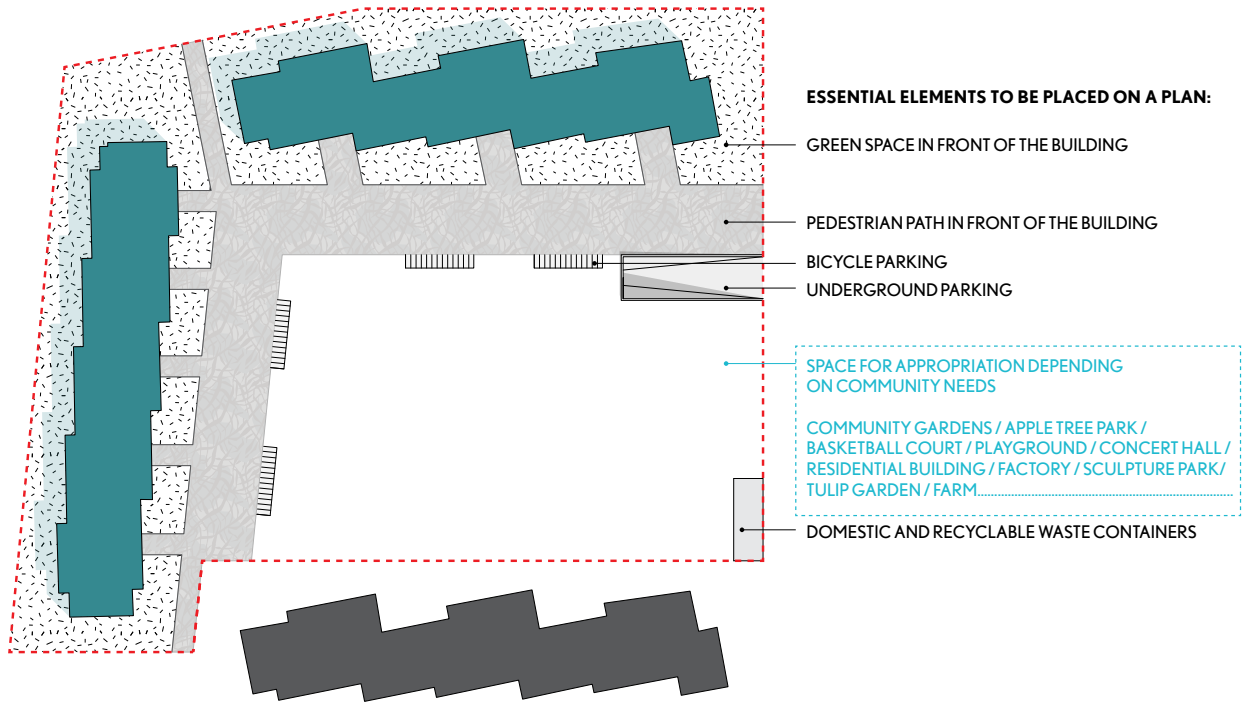 ESSENTIAL ELEMENTS TO BE PLACED ON A PLAN:
GREEN SPACE IN FRONT OF THE BUILDING
PEDESTRIAN PATH IN FRONT OF THE BUILDING
BICYCLE PARKING
UNDERGROUND PARKING
SPACE FOR APPROPRIATION DEPENDING
ON COMMUNITY NEEDS
COMMUNITY GARDENS / APPLE TREE PARK /
BASKETBALL COURT / PLAYGROUND / CONCERT HALL /
RESIDENTIAL BUILDING / FACTORY / SCULPTURE PARK/
TULIP GARDEN / FARM................................................................................
DOMESTIC AND RECYCLABLE WASTE CONTAINERS